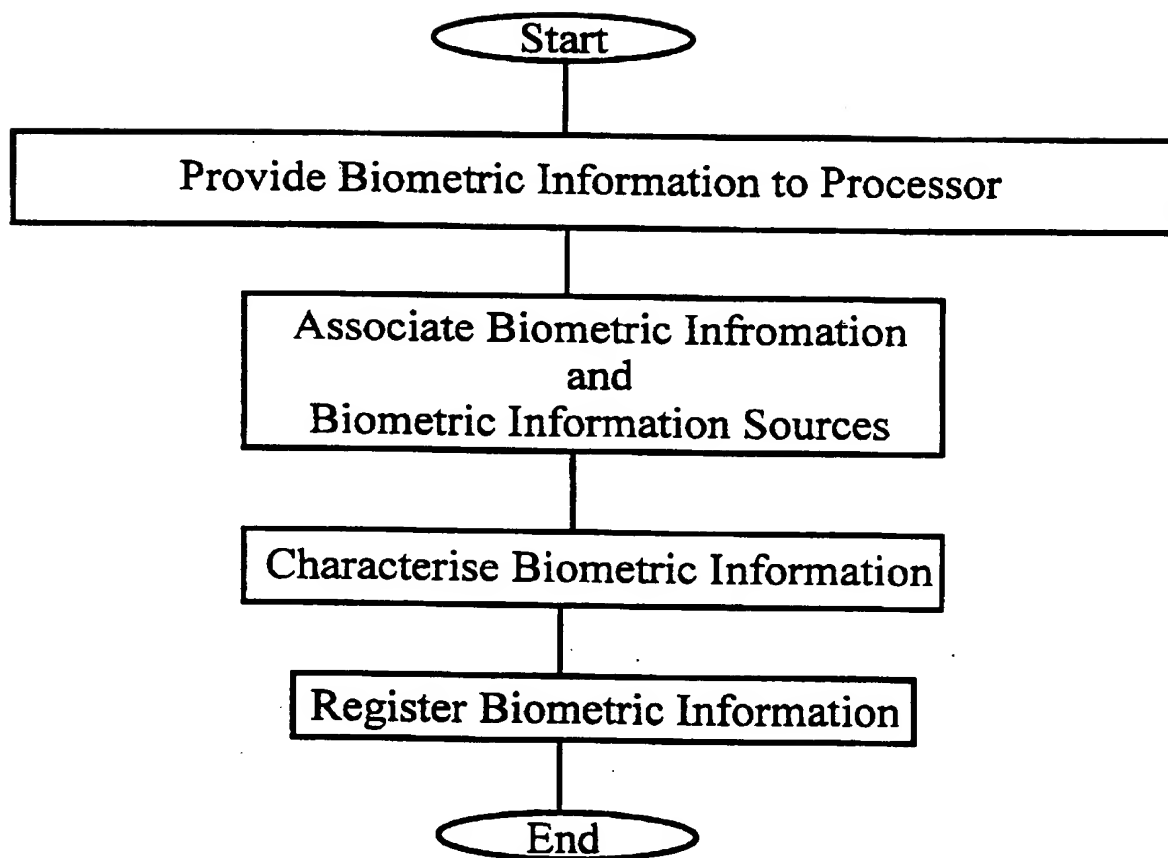 Start
Provide Biometric Information to Processor
Associate Biometric Infromation
and
Biometric Information Sources
Characterise Biometric Information
Register Biometric Information
End